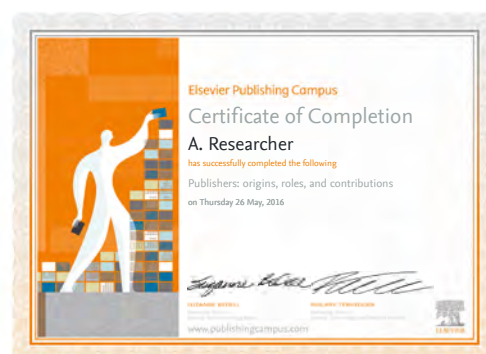 Elsevier Publishing Campus
Certificate of Completion
A. Researcher
has successfully completed the following
Publishers: origins, roles, and contributions
on Thursday 26 May, 2016
www.publishingcampus.com
ELSEVIER